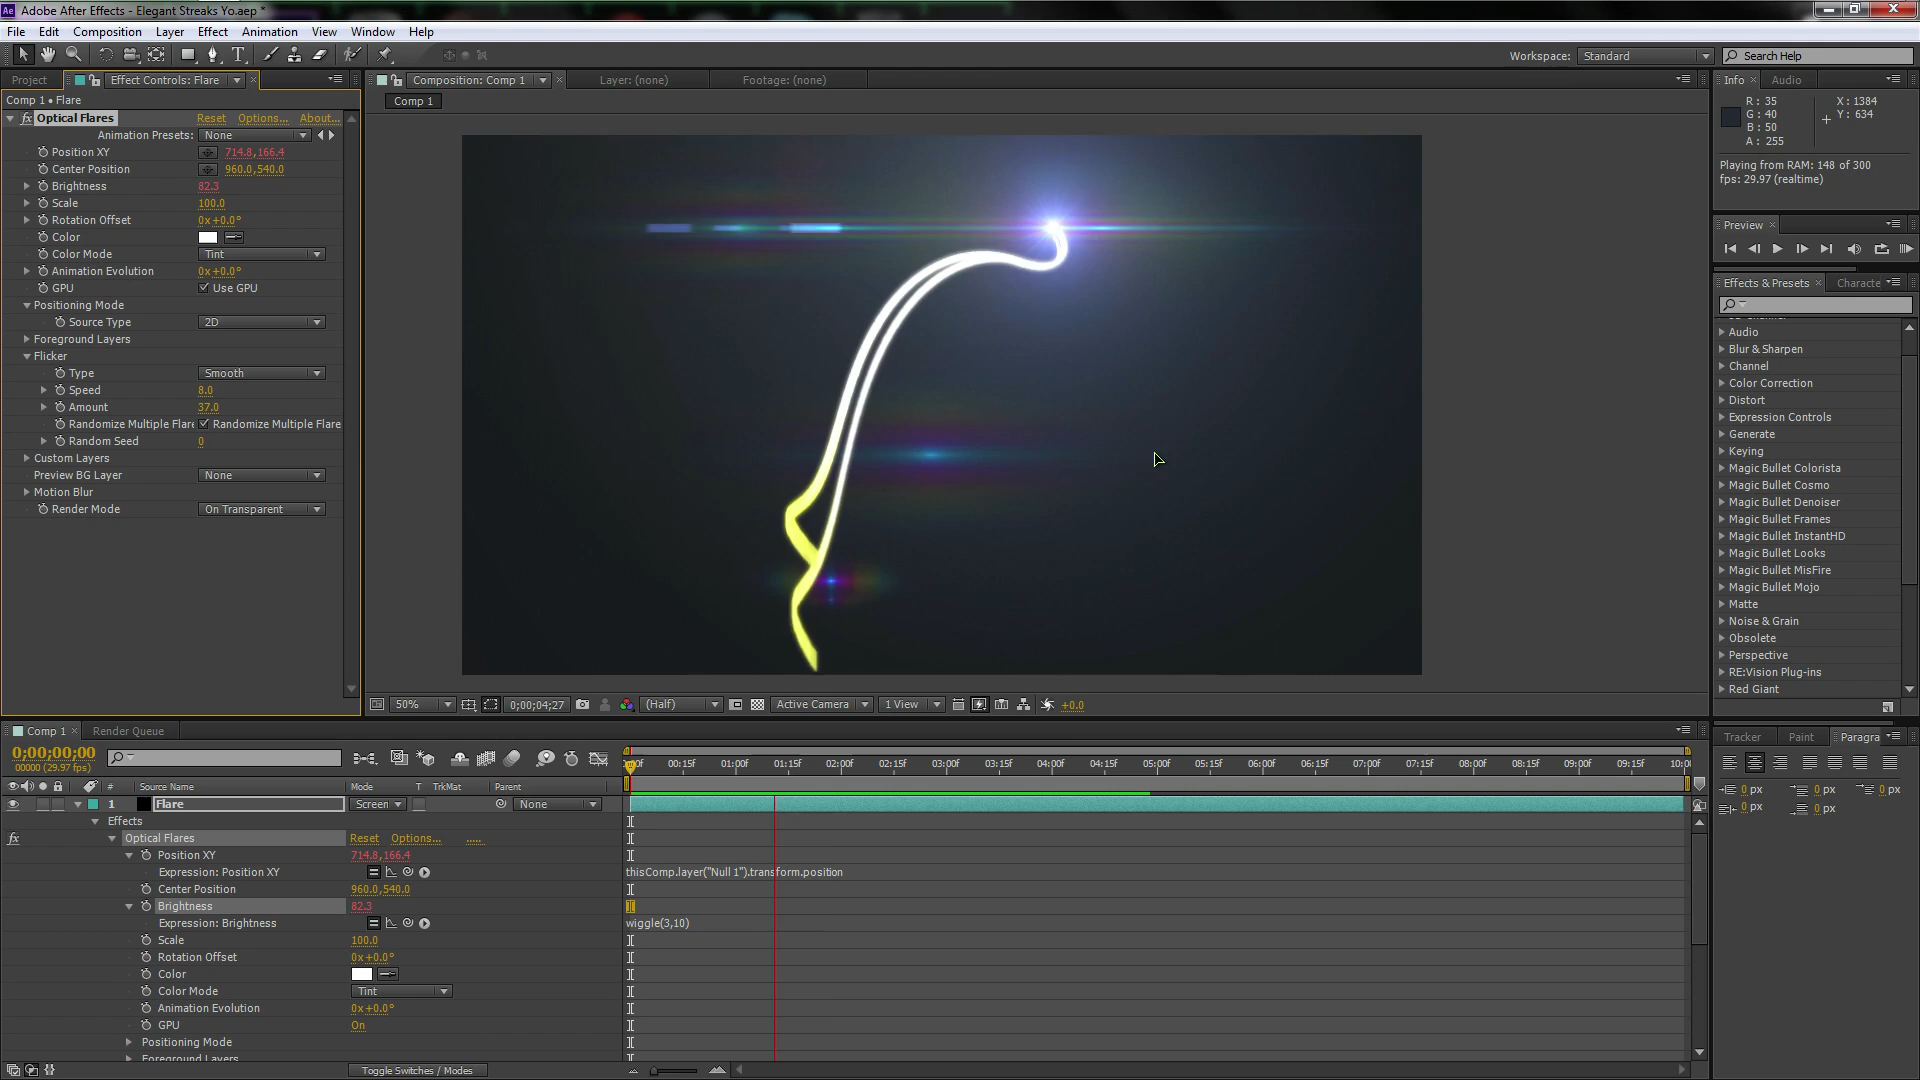 Ae Adobe After Effects - Elegant Streaks Yo.aep *
File Edit Composition Layer Effect Animation View Window Help
Workspace: Standard Search Help
Project Effect Controls: Flare
Composition: Comp 1 Layer: (none) Footage: (none)
Comp 1 • Flare
Comp 1
fx Optical Flares Reset Options... About...
Animation Presets: None
Position XY 714.8,166.4
Center Position 960.0,540.0
Brightness 82.3
Scale 100.0
Rotation Offset 0x+0.0°
Color
Color Mode Tint
Animation Evolution 0x+0.0°
GPU Use GPU
Positioning Mode
Source Type 2D
Foreground Layers
Flicker
Type Smooth
Speed 8.0
Amount 37.0
Randomize Multiple Flare Randomize Multiple Flare
Random Seed 0
Custom Layers
Preview BG Layer None
Motion Blur
Render Mode On Transparent
50% 0;00;04;27 (Half) Active Camera 1 View +0.0
Info Audio
R: 35 X: 1384
G: 40 Y: 634
B: 50
A: 255
Playing from RAM: 148 of 300
fps: 29.97 (realtime)
Preview
Effects & Presets Characte
Audio
Blur & Sharpen
Channel
Color Correction
Distort
Expression Controls
Generate
Keying
Magic Bullet Colorista
Magic Bullet Cosmo
Magic Bullet Denoiser
Magic Bullet Frames
Magic Bullet InstantHD
Magic Bullet Looks
Magic Bullet MisFire
Magic Bullet Mojo
Matte
Noise & Grain
Obsolete
Perspective
RE:Vision Plug-ins
Red Giant
Tracker Paint Paragra
0 px 0 px 0 px
0 px 0 px
Comp 1 Render Queue
0;00;00;00
00000 (29.97 fps)
:00f 00:15f 01:00f 01:15f 02:00f 02:15f 03:00f 03:15f 04:00f 04:15f 05:00f 05:15f 06:00f 06:15f 07:00f 07:15f 08:00f 08:15f 09:00f 09:15f 10:0
# Source Name Mode T TrkMat Parent
1 Flare Screen None
Effects
fx Optical Flares Reset Options... .....
Position XY 714.8,166.4
Expression: Position XY thisComp.layer("Null 1").transform.position
Center Position 960.0,540.0
Brightness 82.3
Expression: Brightness wiggle(3,10)
Scale 100.0
Rotation Offset 0x+0.0°
Color
Color Mode Tint
Animation Evolution 0x+0.0°
GPU On
Positioning Mode
Foreground Layers
Toggle Switches / Modes